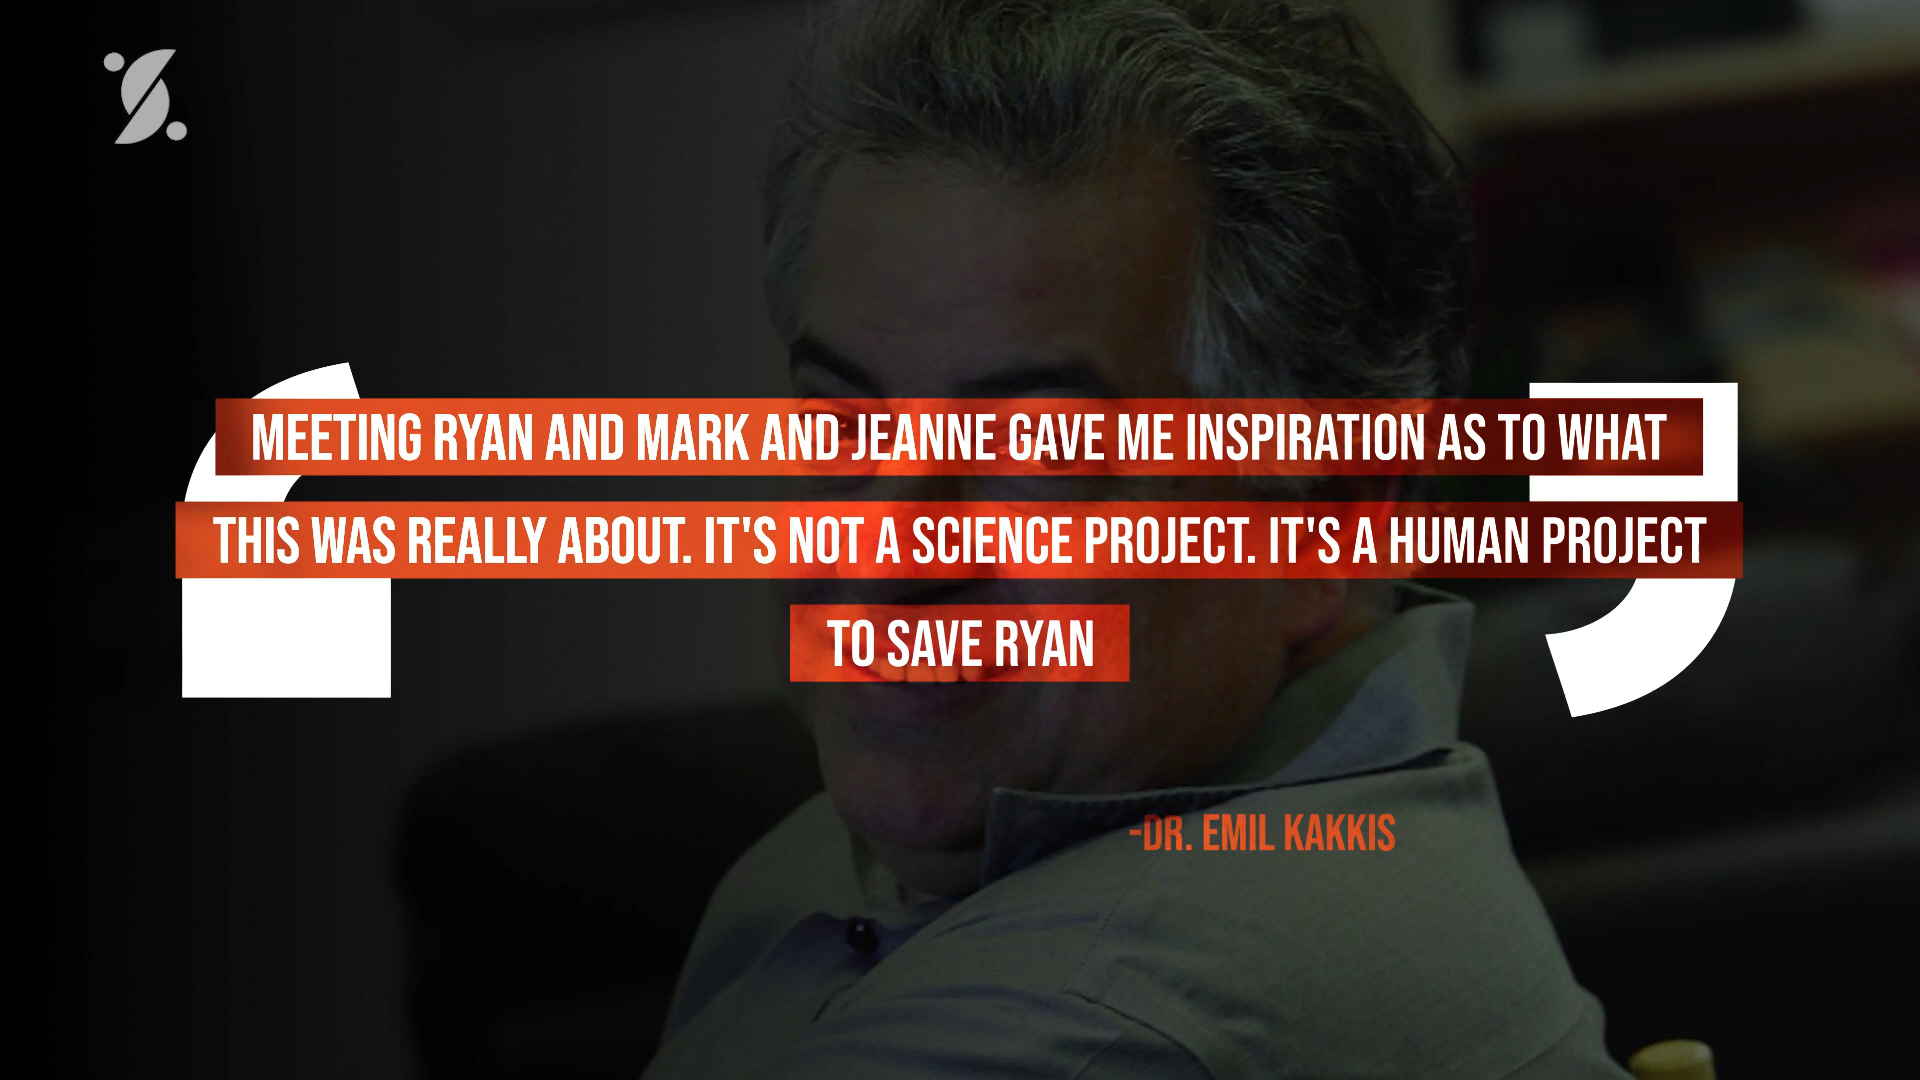 MEETING RYAN AND MARK AND JEANNE GAVE ME INSPIRATION AS TO WHAT
THIS WAS REALLY ABOUT. IT'S NOT A SCIENCE PROJECT. IT'S A HUMAN PROJECT
TO SAVE RYAN
-DR. EMIL KAKKIS